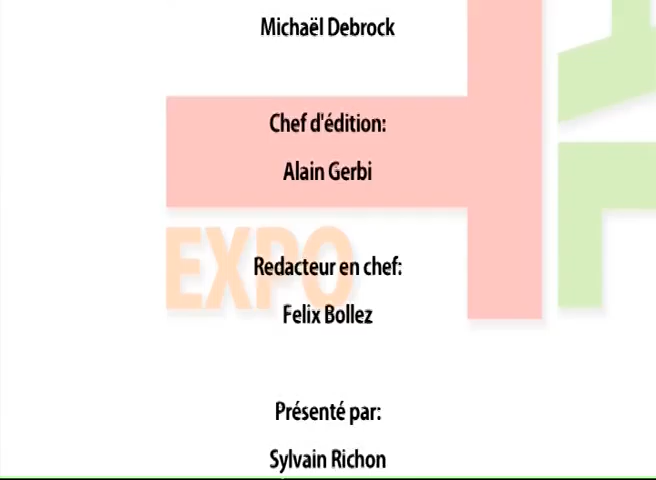 Michaël Debrock
Chef d'édition:
Alain Gerbi
EXPO
Redacteur en chef:
Felix Bollez
Présenté par:
Sylvain Richon